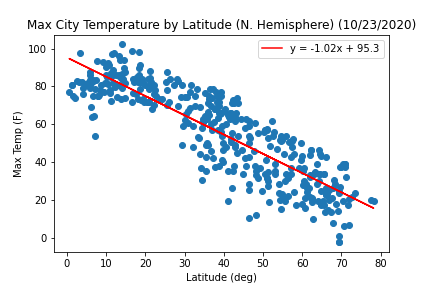 Max City Temperature by Latitude (N. Hemisphere) (10/23/2020)
y = -1.02x + 95.3
Max Temp (F)
100
80
60
40
20
0
0 10 20 30 40 50 60 70 80
Latitude (deg)